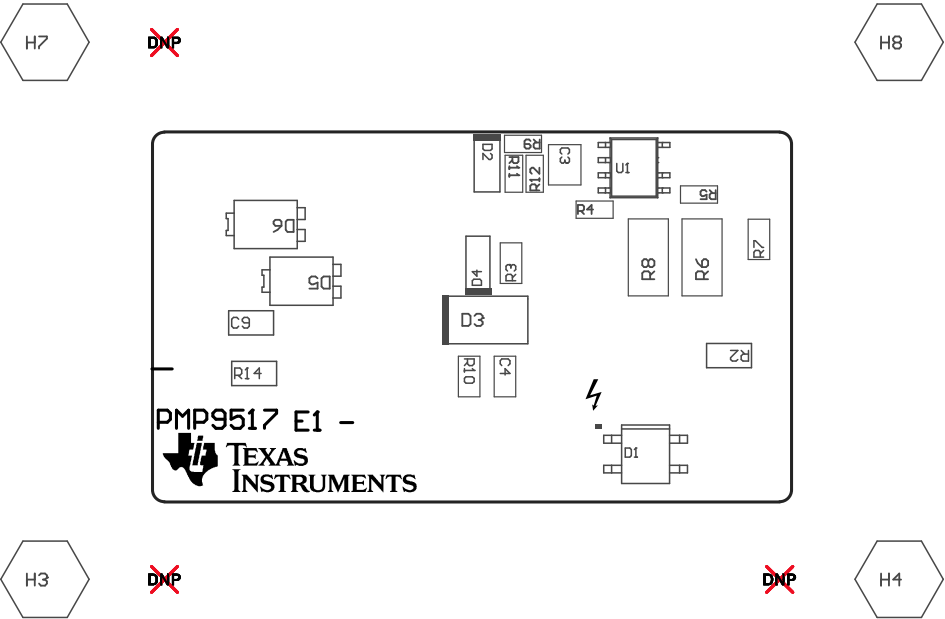 H7
DNP
H8
D2
R9
C3
R11
R12
U1
R5
R4
D6
R8
R6
R7
D4
R3
D5
D3
C9
R2
R14
R10
C4
PMP9517 E1 -
D1
TEXAS
INSTRUMENTS
H3
DNP
DNP
H4